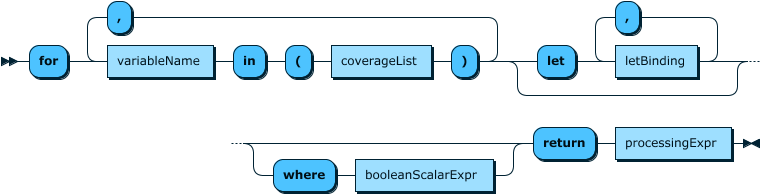 , ,
for variableName in ( coverageList ) let letBinding
return processingExpr
where booleanScalarExpr